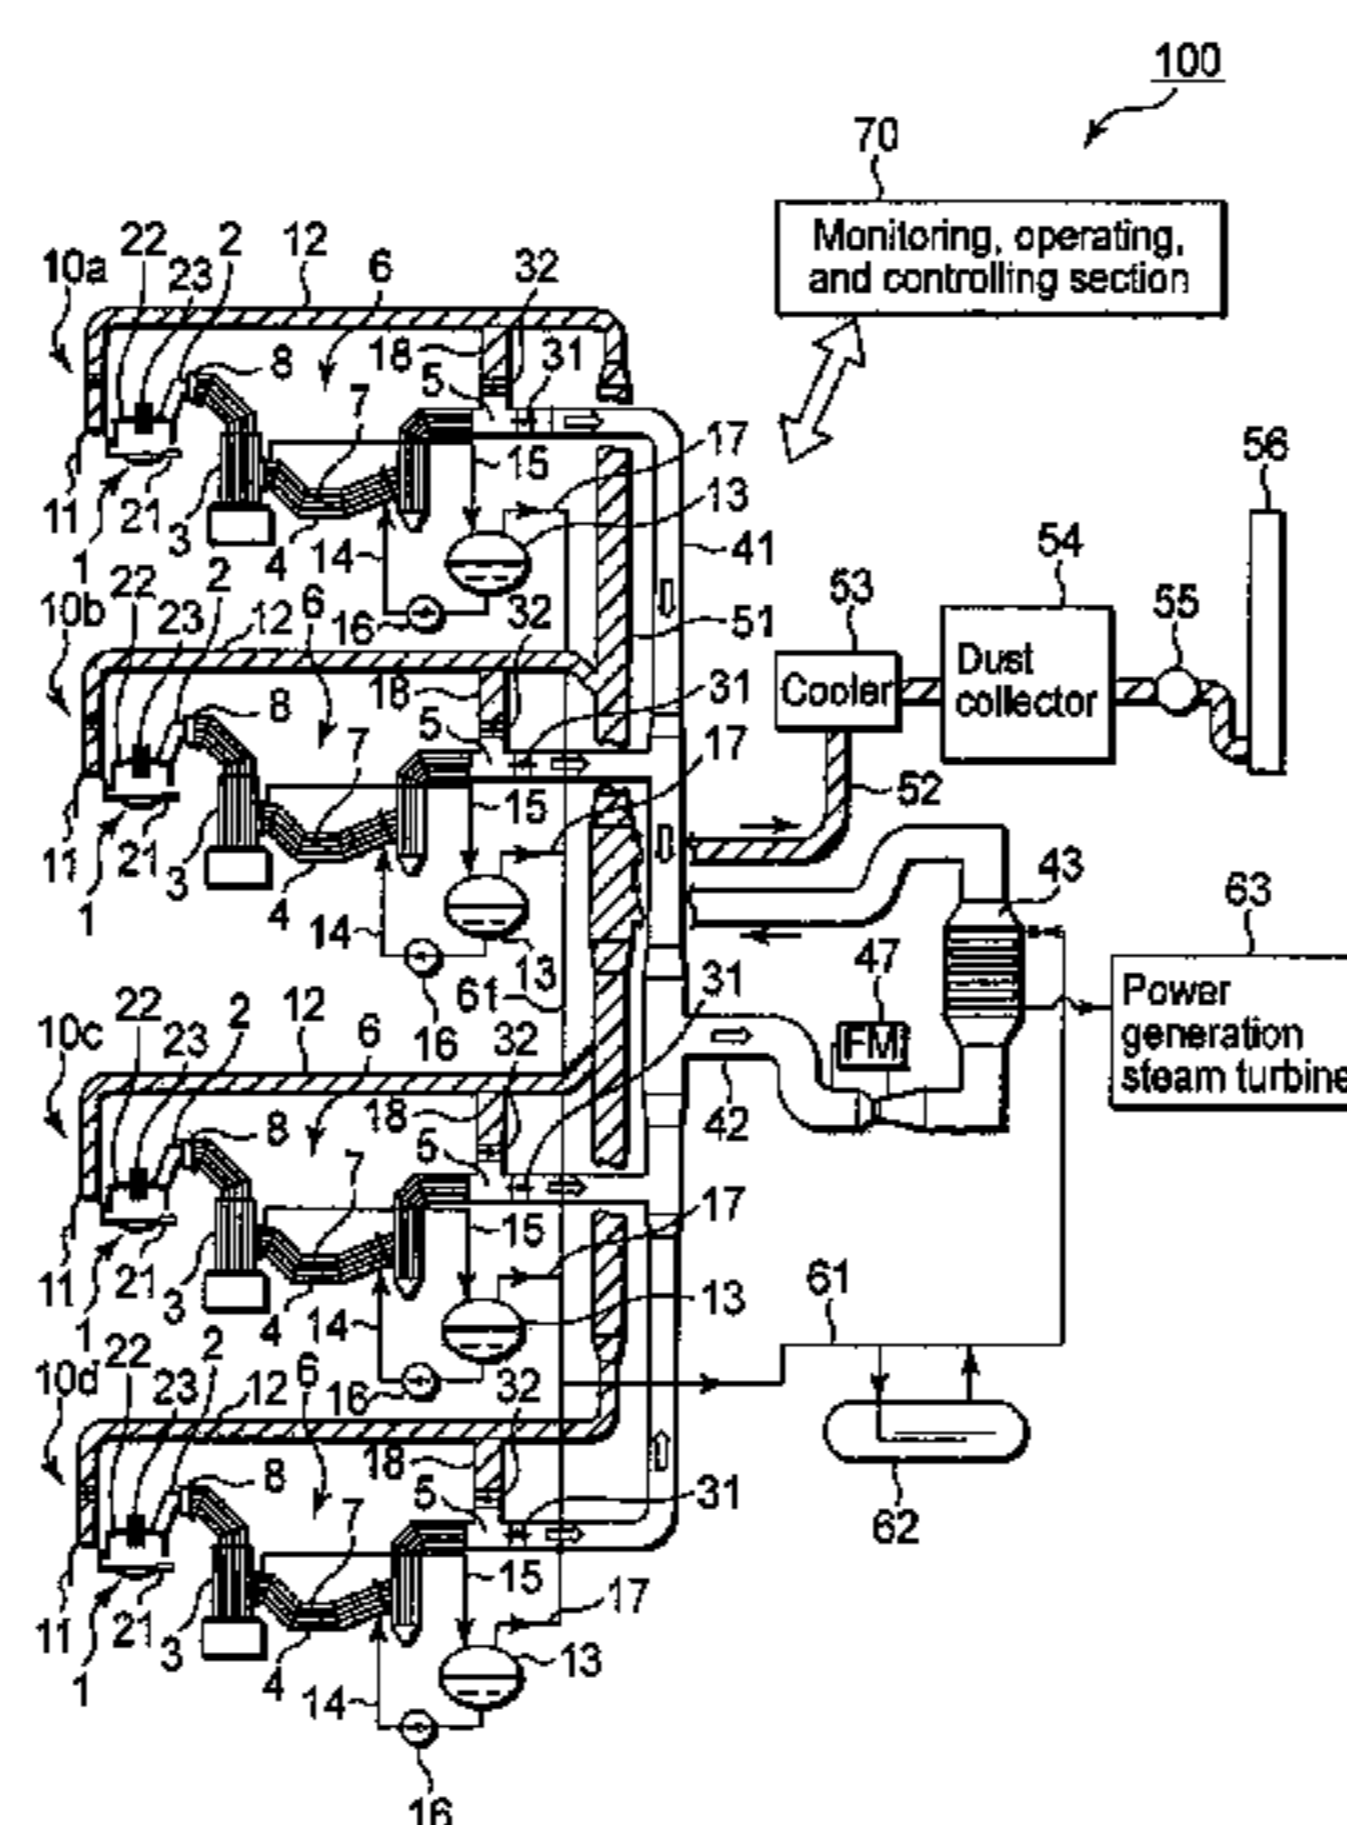 100
70
Monitoring, operating,
and controlling section
22 2 12 6 32
10a 23
18 31
8 7 5
17
15 13
11 21 3 4 14 41
1
56
54
53 55
Cooler
Dust
collector
22 2 6 32
10b 23 12 16 51
18 31
8 7 5 17
15 52
11 21 3 4
1 14 13
61
16
43
63
47
FM
Power
generation
steam turbine
42
31
22 2 12 6 32
10c 23
18
8 7 5
17
15
11 21 3 4 14 13
1
61
62
22 2 6 16 32
10d 23 12
18
8 7 5 31
15 17
11 21 3 4 14 13
1
16